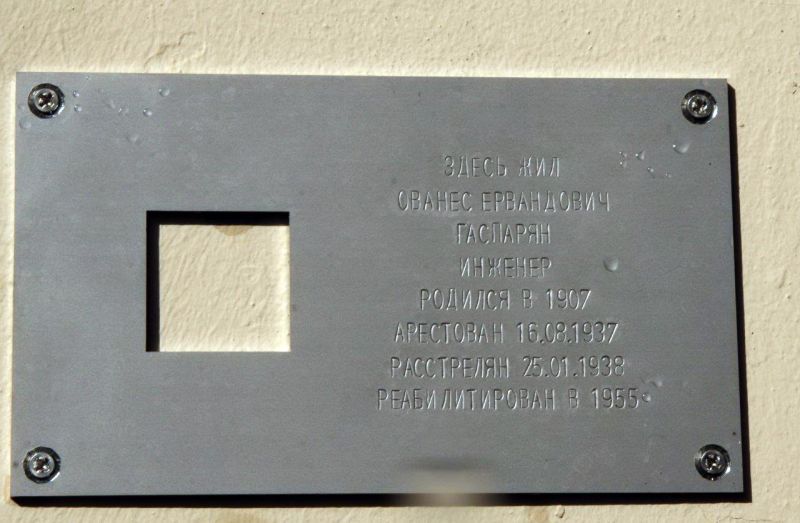 ЗДЕСЬ ЖИЛ
ОВАНЕС ЕРВАНДОВИЧ
ГАСПАРЯН
ИНЖЕНЕР
РОДИЛСЯ В 1907
АРЕСТОВАН 16.08.1937
РАССТРЕЛЯН 25.01.1938
РЕАБИЛИТИРОВАН В 1955